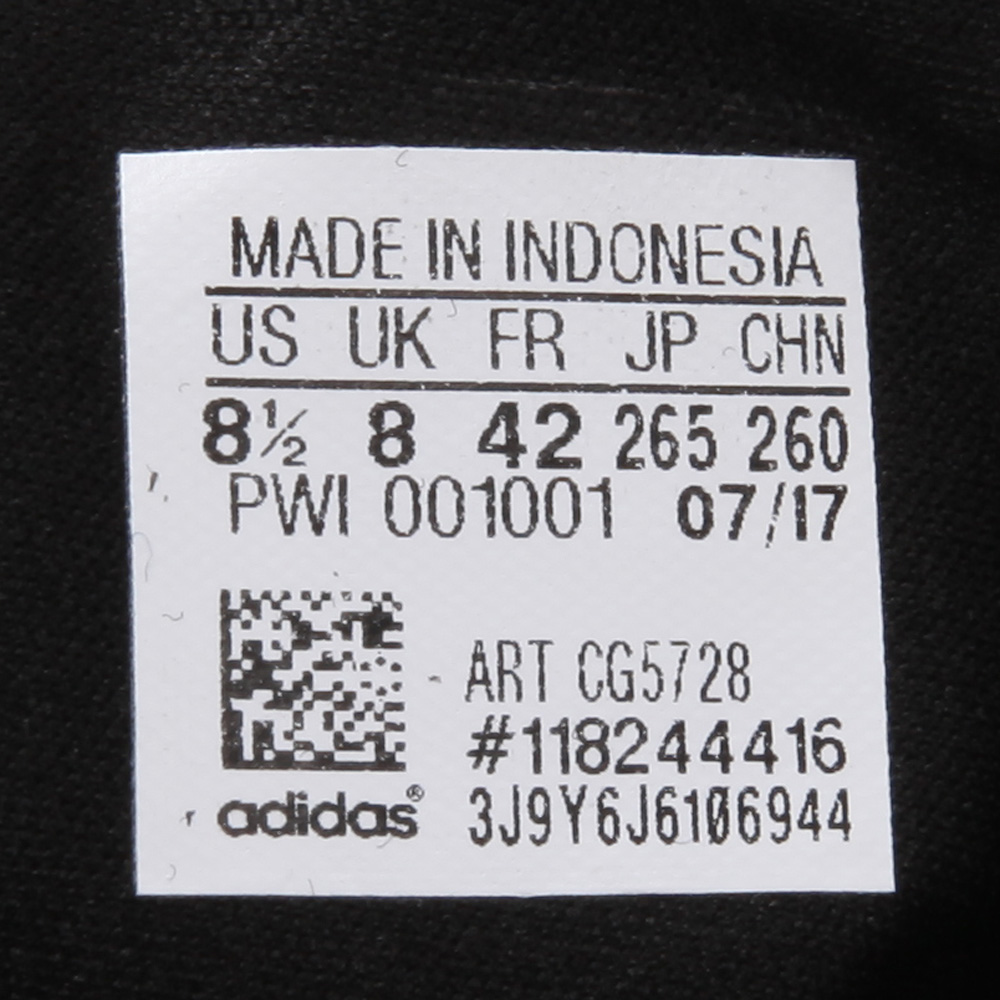 MADE IN INDONESIA
US UK FR JP CHN
8½ 8 42 265 260
PWI 001001 07/17
ART CG5728
#118244416
adidas® 3J9Y6J6106944